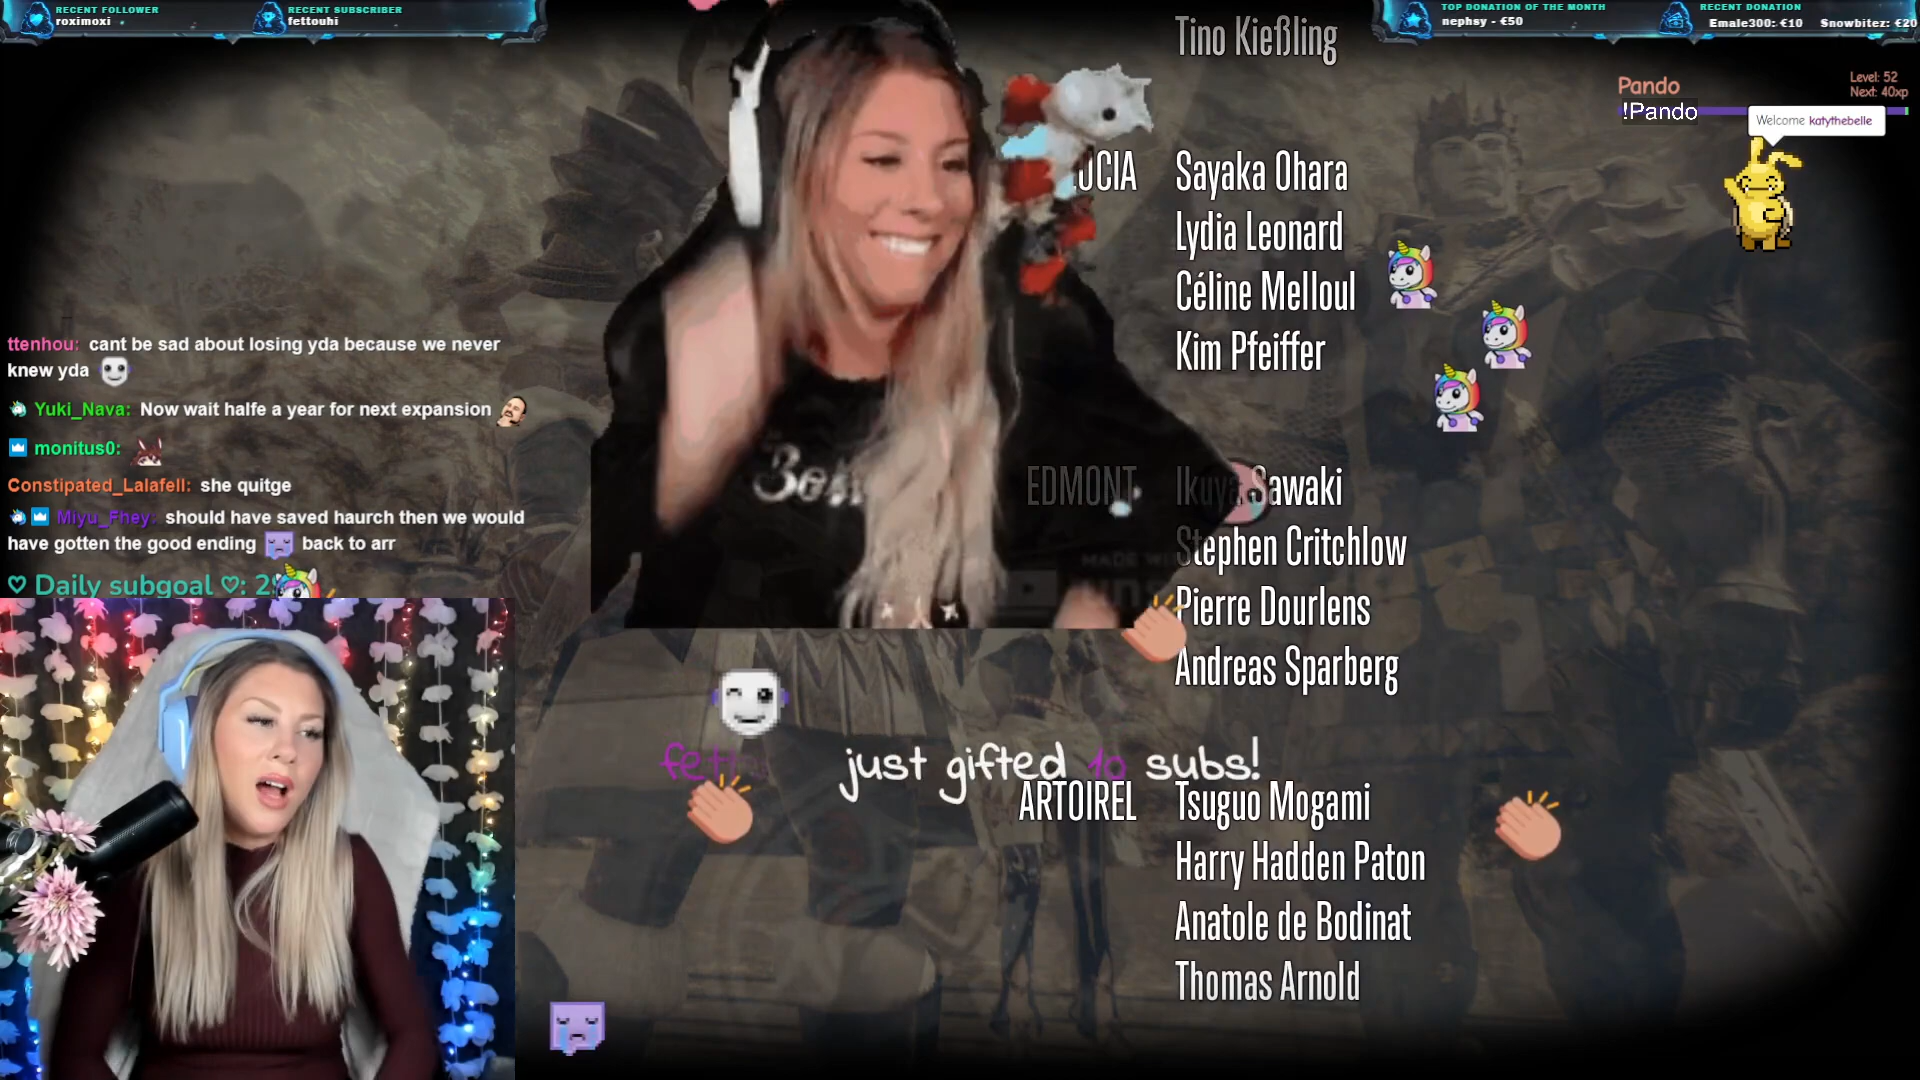 RECENT FOLLOWER
roximoxi
RECENT SUBSCRIBER
fettouhi
TOP DONATION OF THE MONTH
nephsy - €50
RECENT DONATION
Emale300: €10 Snowbitez: €20
Pando
Level: 52
Next: 40xp
!Pando
Welcome katythebelle
Tino Kießling
UCIA Sayaka Ohara
Lydia Leonard
Céline Melloul
Kim Pfeiffer
EDMONT Ikuya Sawaki
Stephen Critchlow
Pierre Dourlens
Andreas Sparberg
just gifted 10 subs!
ARTOIREL Tsuguo Mogami
Harry Hadden Paton
Anatole de Bodinat
Thomas Arnold
ttenhou: cant be sad about losing yda because we never
knew yda
Yuki_Nava: Now wait halfe a year for next expansion
monitus0:
Constipated_Lalafell: she quitge
Miyu_Fhey: should have saved haurch then we would
have gotten the good ending back to arr
♡ Daily subgoal ♡: